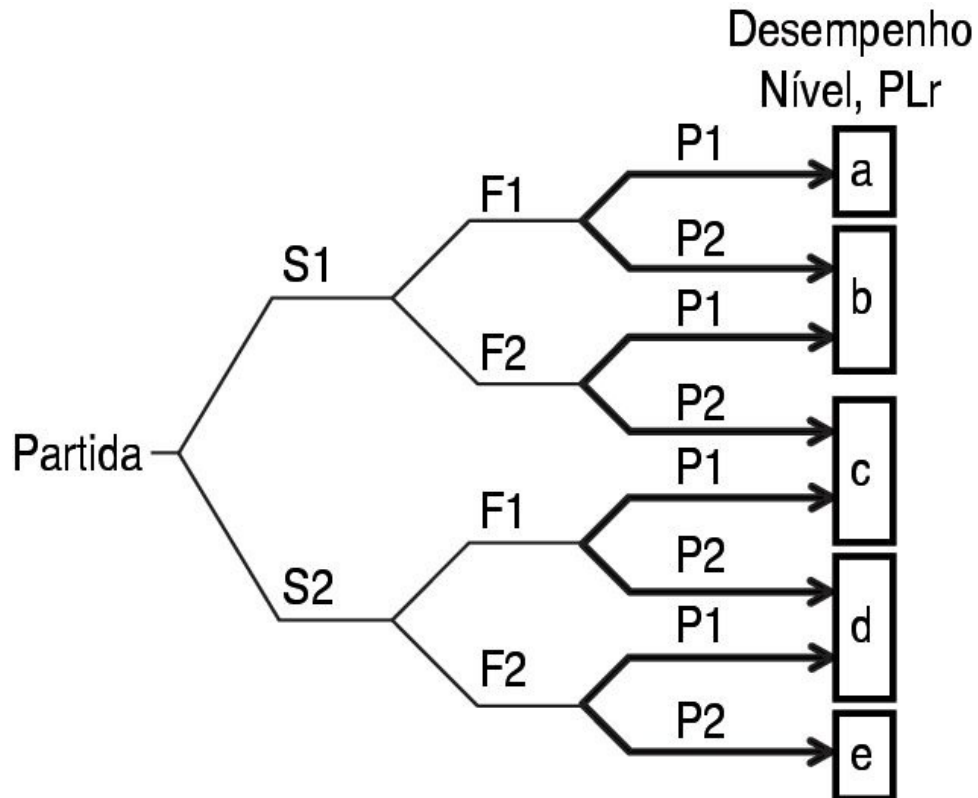 Desempenho
Nível, PLr
P1
a
F1
P2
S1
b
P1
F2
P2
Partida
c
P1
F1
P2
S2
d
P1
F2
P2
e